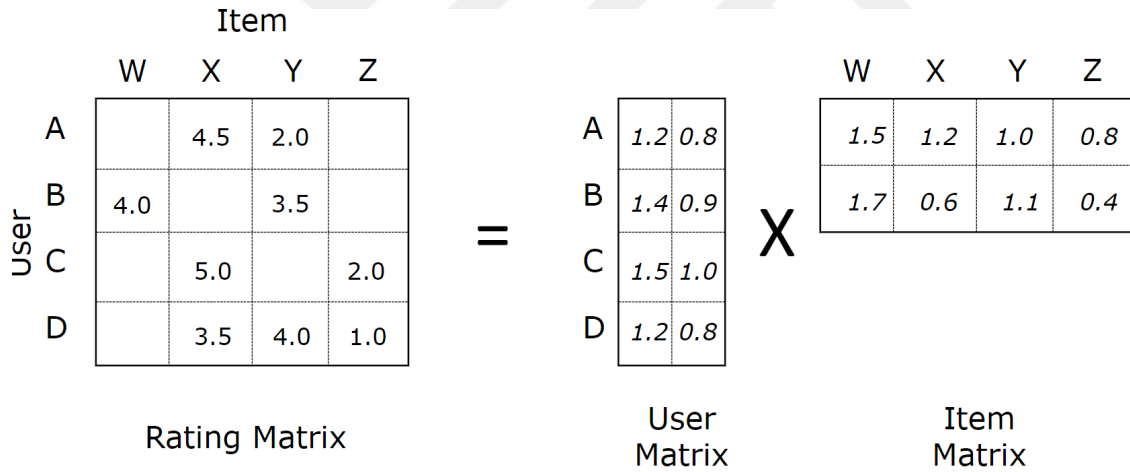 Item
W X Y Z W X Y Z
A 4.5 2.0 A 1.2 0.8 1.5 1.2 1.0 0.8
B 4.0 3.5 B 1.4 0.9 1.7 0.6 1.1 0.4
User
= X
C 5.0 2.0 C 1.5 1.0
D 3.5 4.0 1.0 D 1.2 0.8
Rating Matrix
User
Matrix
Item
Matrix